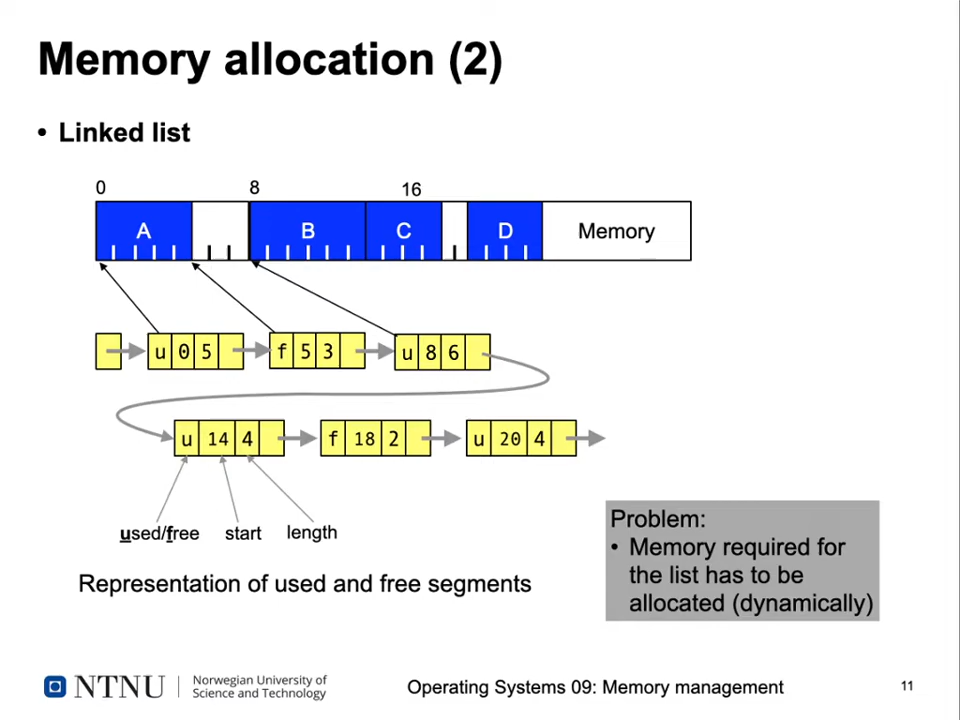 Memory allocation (2)
• Linked list
0 8 16
A B C D Memory
u 0 5 f 5 3 u 8 6
u 14 4 f 18 2 u 20 4
used/free start length
Representation of used and free segments
Problem:
• Memory required for
the list has to be
allocated (dynamically)
NTNU
Norwegian University of
Science and Technology
Operating Systems 09: Memory management
11